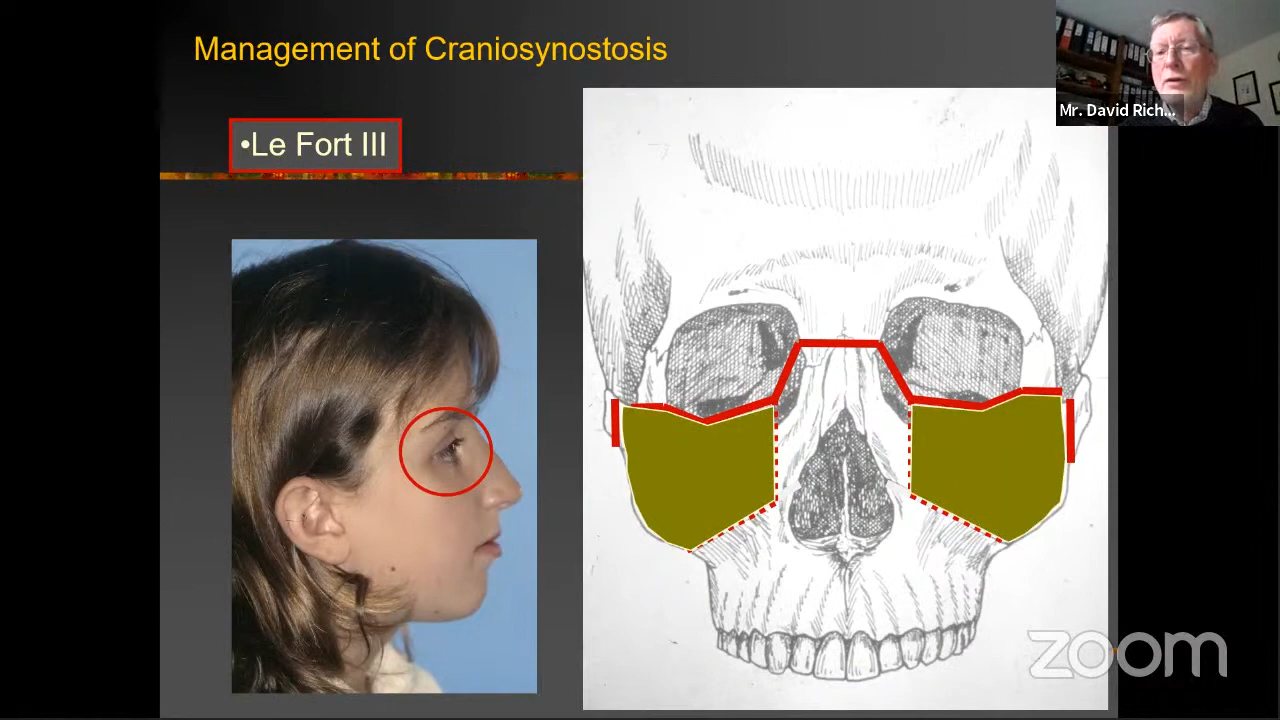 Management of Craniosynostosis
Mr. David Rich...
•Le Fort III
zoom